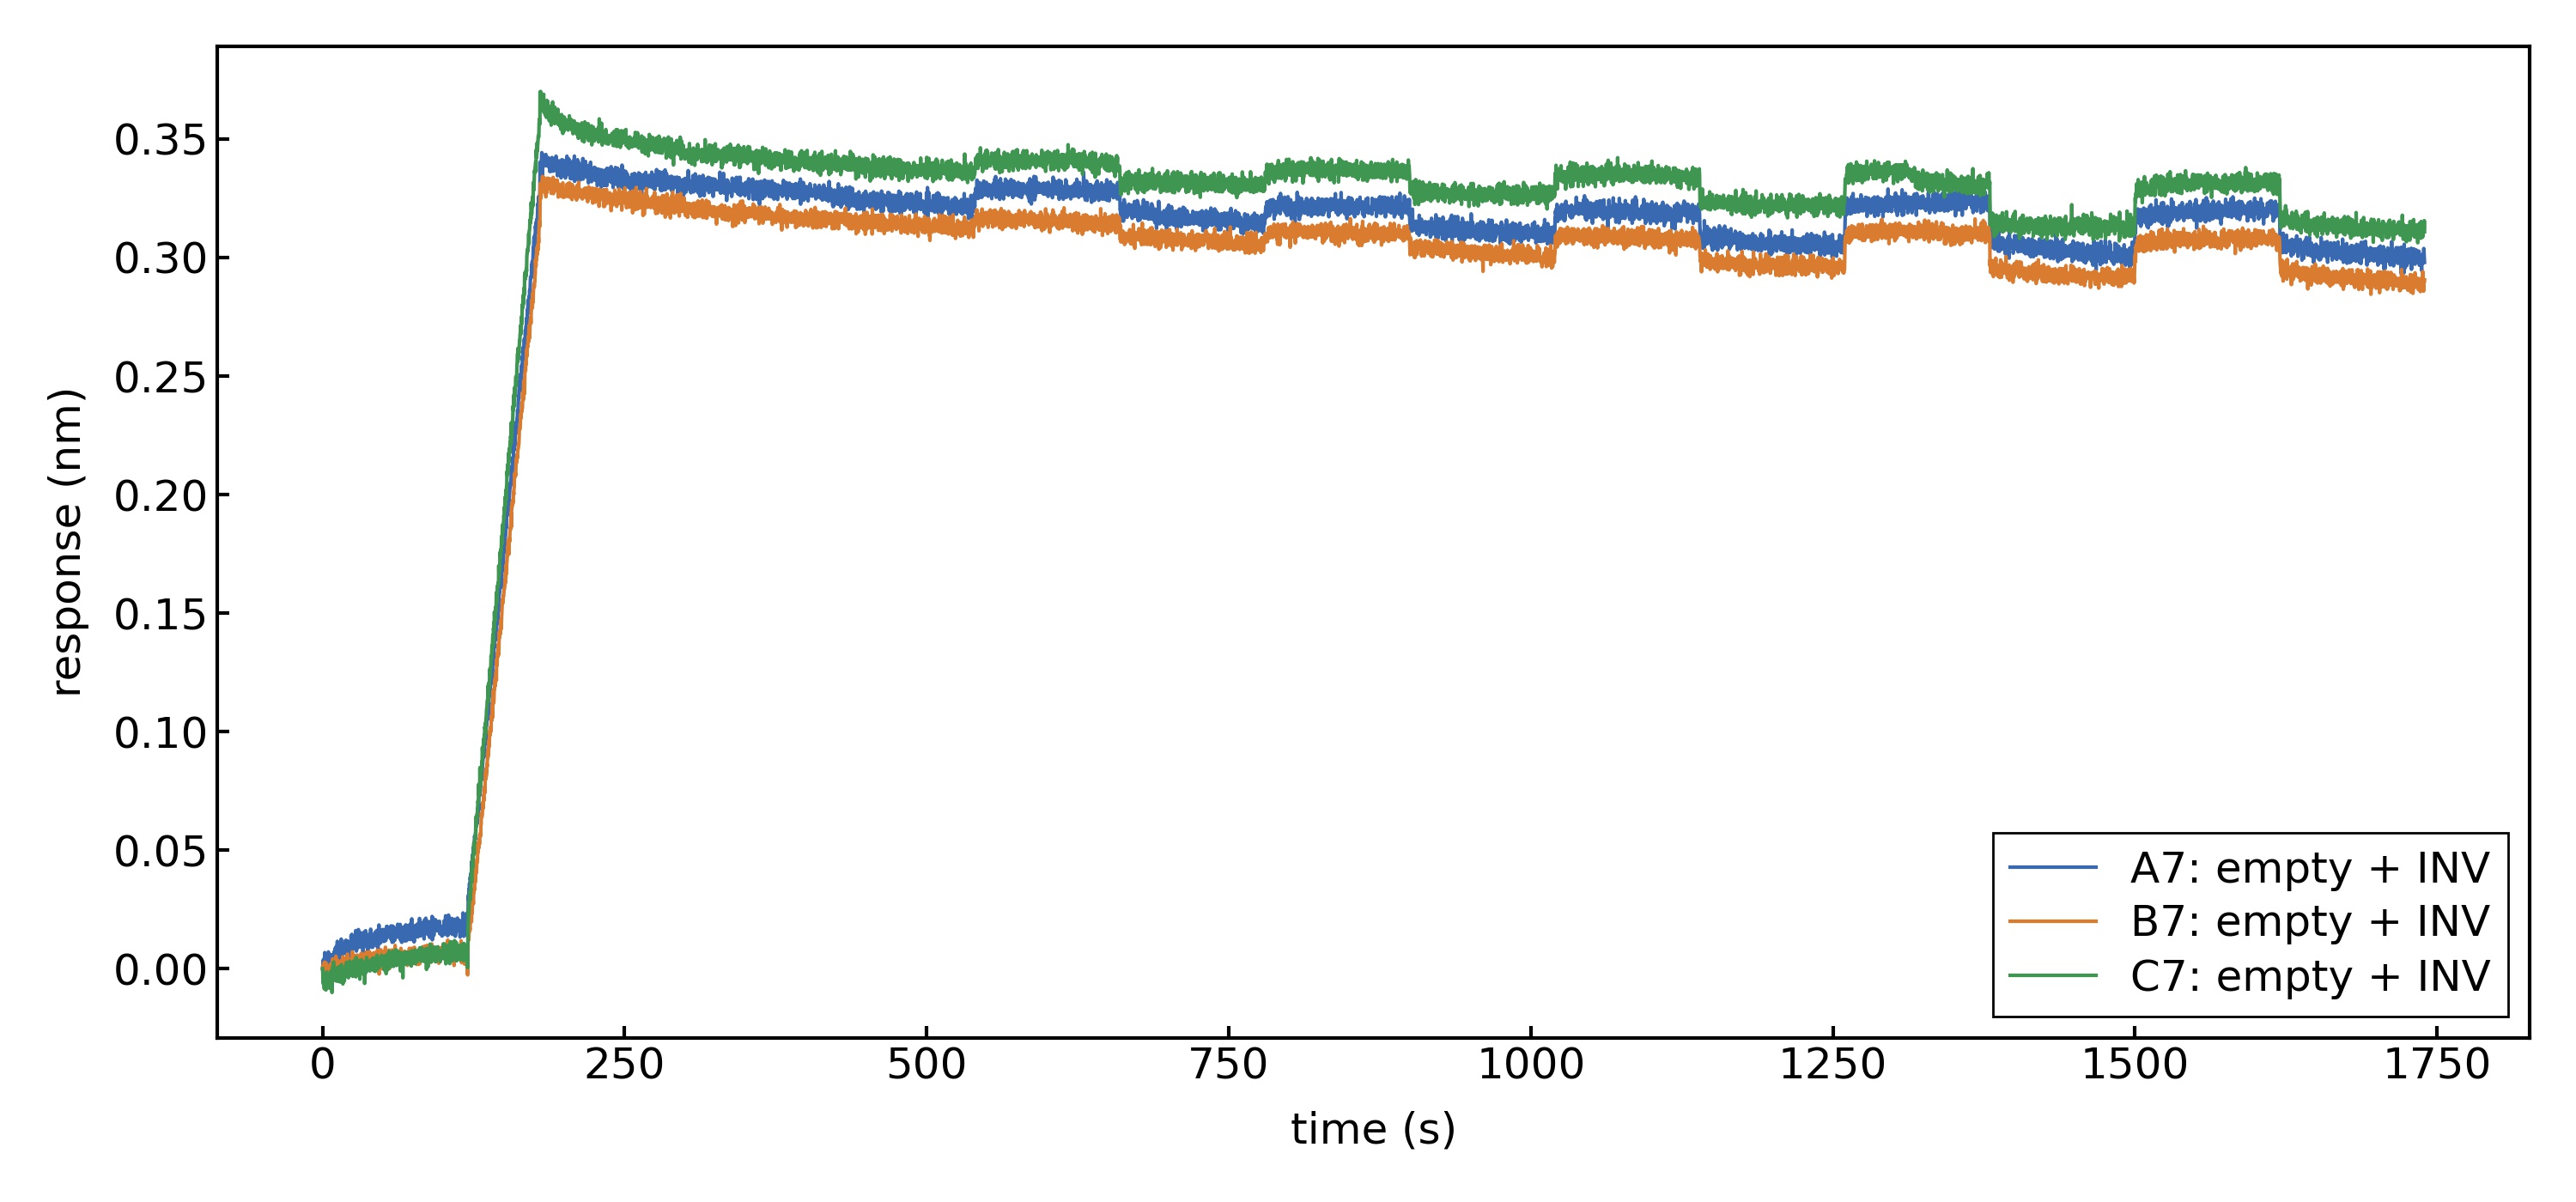 response (nm)
0.35
0.30
0.25
0.20
0.15
0.10
0.05
0.00
A7: empty + INV
B7: empty + INV
C7: empty + INV
0 250 500 750 1000 1250 1500 1750
time (s)